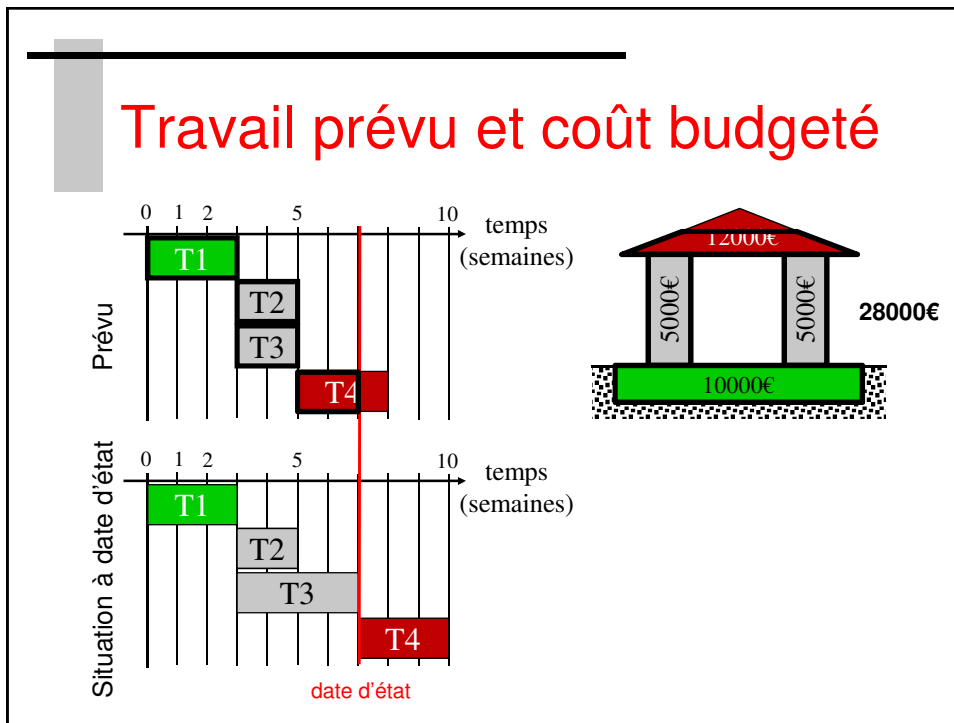 Travail prévu et coût budgeté
0 1 2 5 10
temps
(semaines)
Prévu
T1
T2
T3
T4
12000€
5000€
5000€
28000€
10000€
0 1 2 5 10
temps
(semaines)
Situation à date d'état
T1
T2
T3
T4
date d'état